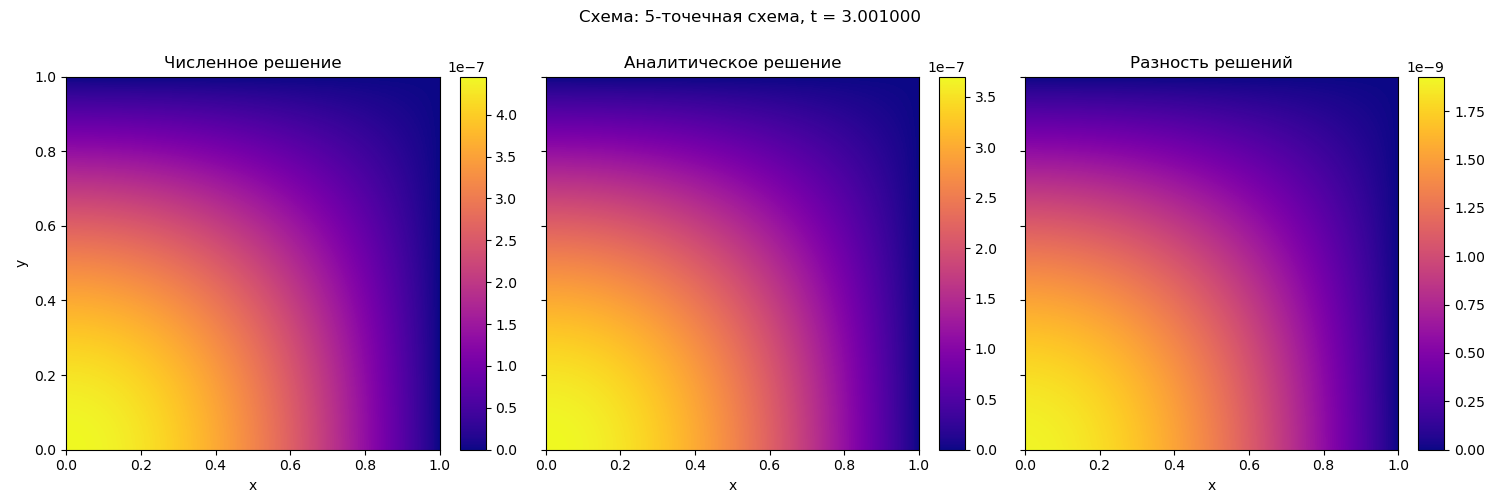 Схема: 5-точечная схема, t = 3.001000
Численное решение
1e−7
Аналитическое решение
1e−7
Разность решений
1e−9
1.0
0.8
0.6
0.4
0.2
0.0
y
0.0 0.2 0.4 0.6 0.8 1.0
x
4.0
3.5
3.0
2.5
2.0
1.5
1.0
0.5
0.0
0.0 0.2 0.4 0.6 0.8 1.0
x
3.5
3.0
2.5
2.0
1.5
1.0
0.5
0.0
0.0 0.2 0.4 0.6 0.8 1.0
x
1.75
1.50
1.25
1.00
0.75
0.50
0.25
0.00